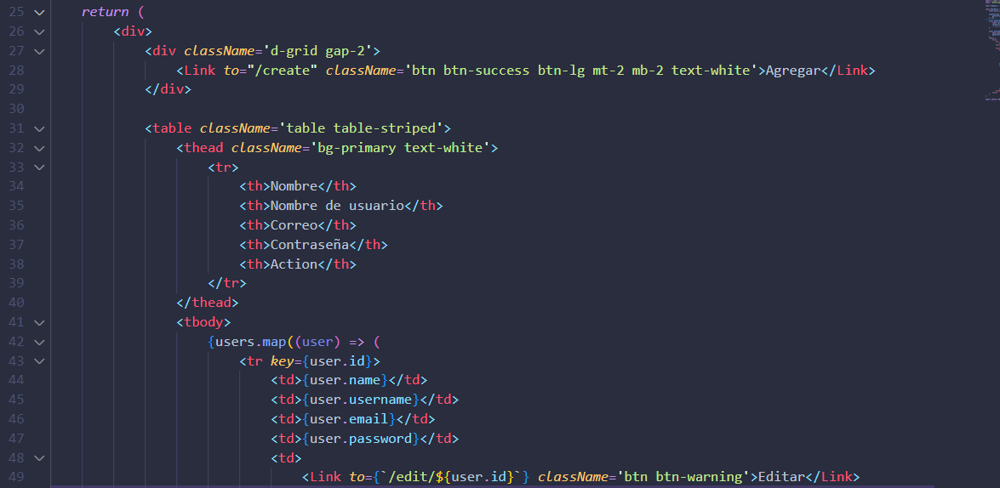 25 return (
26 <div>
27 <div className='d-grid gap-2'>
28 <Link to="/create" className='btn btn-success btn-lg mt-2 mb-2 text-white'>Agregar</Link>
29 </div>
30
31 <table className='table table-striped'>
32 <thead className='bg-primary text-white'>
33 <tr>
34 <th>Nombre</th>
35 <th>Nombre de usuario</th>
36 <th>Correo</th>
37 <th>Contraseña</th>
38 <th>Action</th>
39 </tr>
40 </thead>
41 <tbody>
42 {users.map((user) => (
43 <tr key={user.id}>
44 <td>{user.name}</td>
45 <td>{user.username}</td>
46 <td>{user.email}</td>
47 <td>{user.password}</td>
48 <td>
49 <Link to={`/edit/${user.id}`} className='btn btn-warning'>Editar</Link>